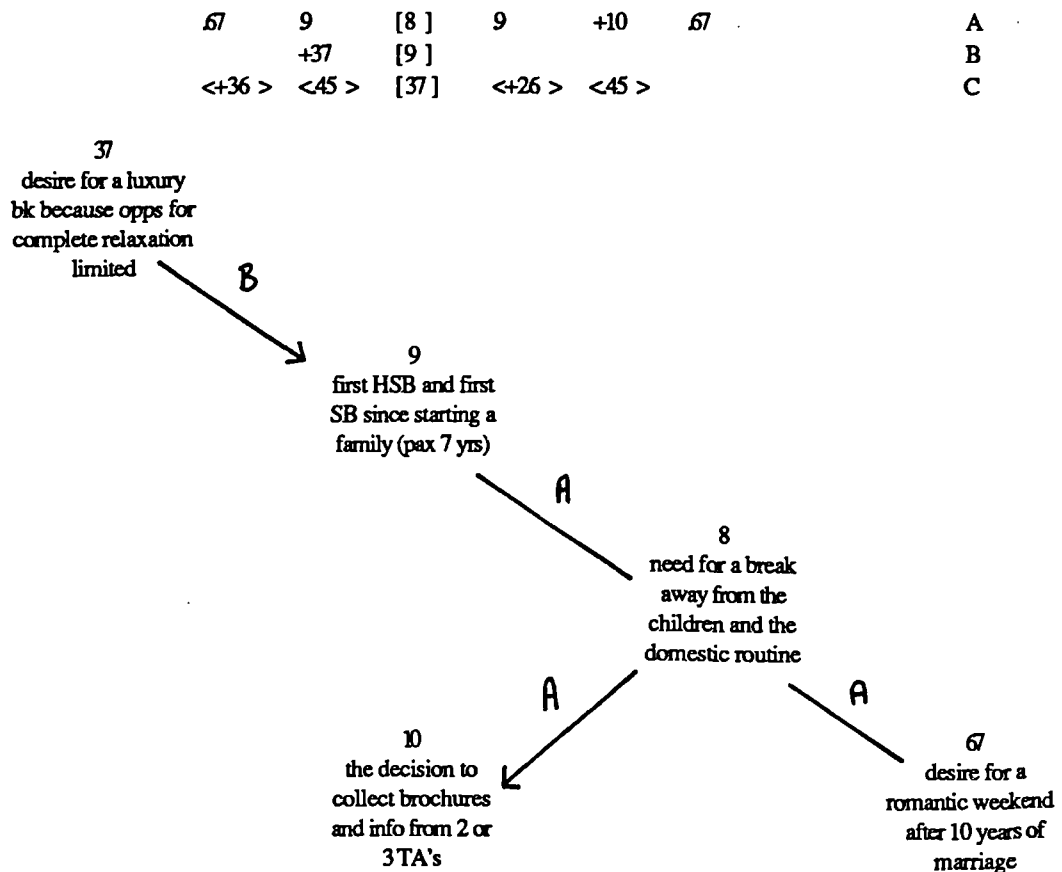 .67 9 [8 ] 9 +10 .67 A
+37 [9 ] B
<+36 > <45 > [37 ] <+26 > <45 > C
37
desire for a luxury
bk because opps for
complete relaxation
limited
B
9
first HSB and first
SB since starting a
family (pax 7 yrs)
A
8
need for a break
away from the
children and the
domestic routine
A
A
10
the decision to
collect brochures
and info from 2 or
3 TA's
67
desire for a
romantic weekend
after 10 years of
marriage